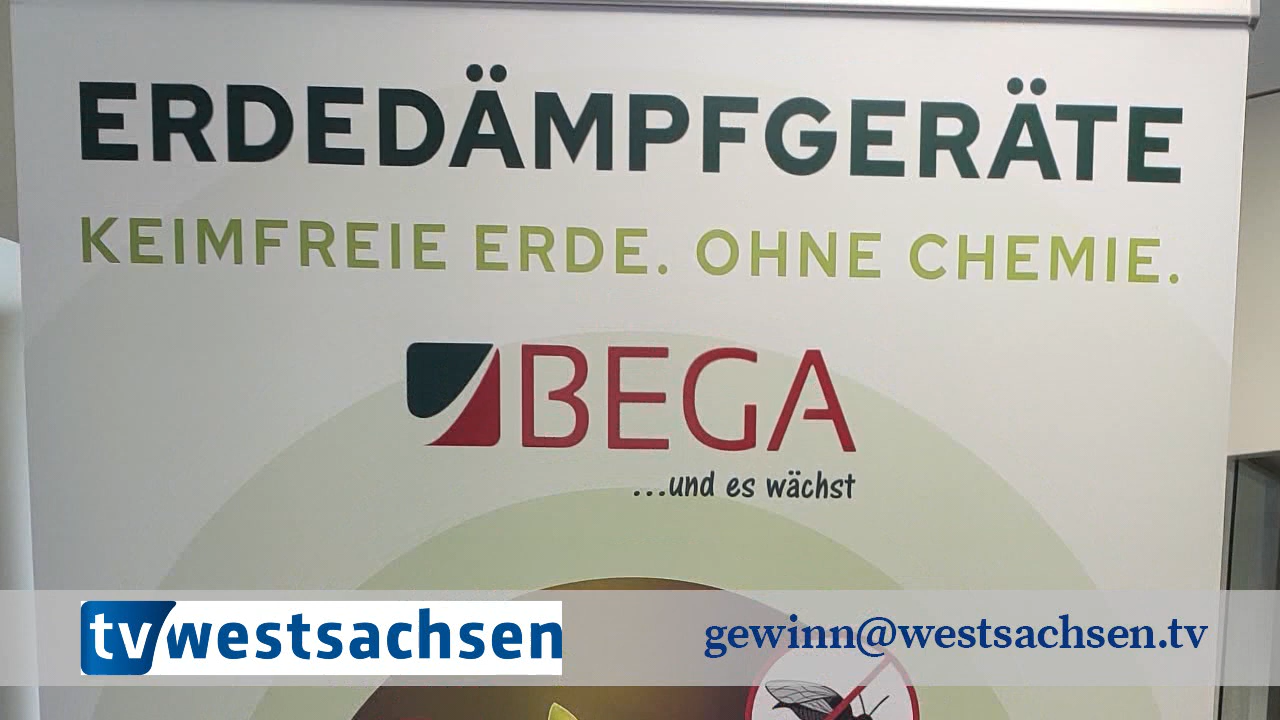 ERDEDÄMPFGERÄTE
KEIMFREIE ERDE. OHNE CHEMIE.
BEGA
...und es wächst
tvwestsachsen
gewinn@westsachsen.tv